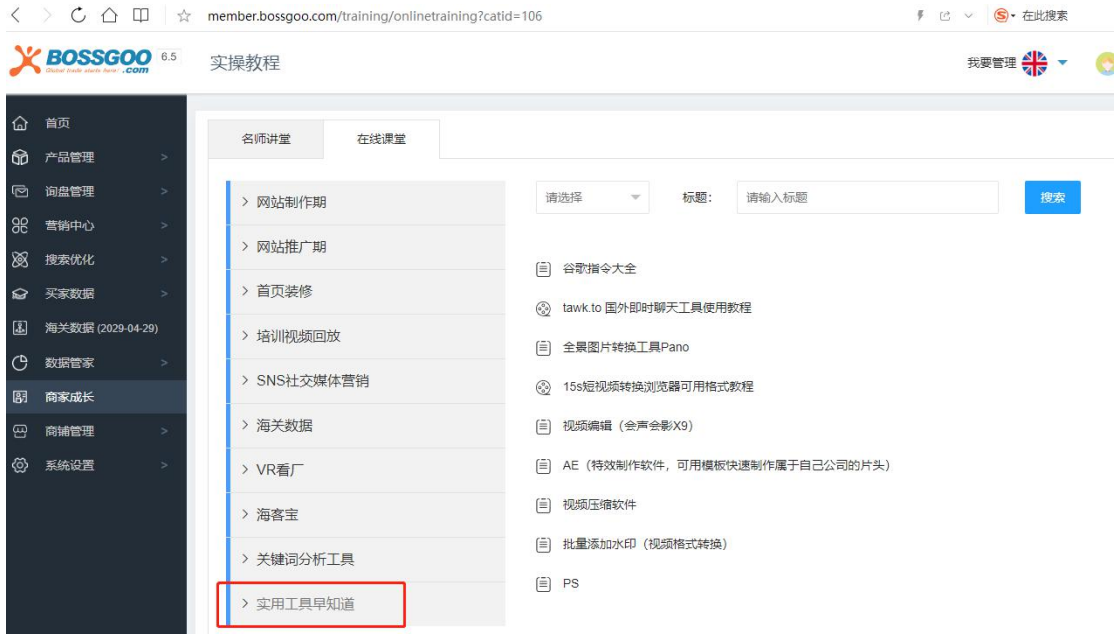 member.bossgoo.com/training/onlinetraining?catid=106
在此搜索
BOSSGOO 6.5
Global trade starts here! .com
实操教程
我要管理
首页
产品管理
询盘管理
营销中心
搜索优化
买家数据
海关数据 (2029-04-29)
数据管家
商家成长
商铺管理
系统设置
名师讲堂
在线课堂
网站制作期
网站推广期
首页装修
培训视频回放
SNS社交媒体营销
海关数据
VR看厂
海客宝
关键词分析工具
实用工具早知道
请选择 标题： 请输入标题 搜索
谷歌指令大全
tawk.to 国外即时聊天工具使用教程
全景图片转换工具Pano
15s短视频转换浏览器可用格式教程
视频编辑（会声会影X9）
AE（特效制作软件，可用模板快速制作属于自己公司的片头）
视频压缩软件
批量添加水印（视频格式转换）
PS